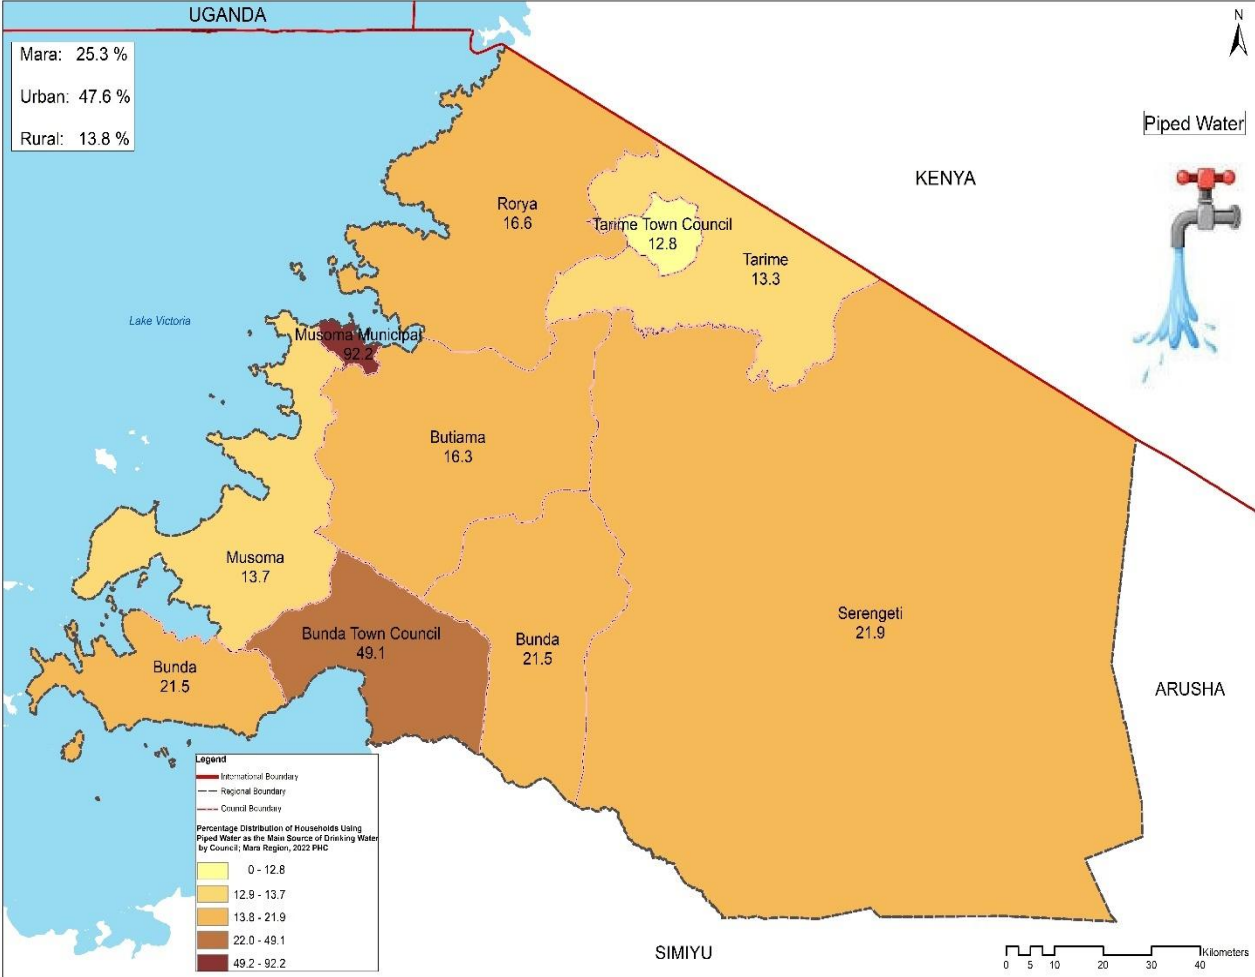 UGANDA
N
Mara: 25.3 %
Urban: 47.6 %
Rural: 13.8 %
Piped Water
KENYA
Rorya
16.6
Tarime Town Council
12.8
Tarime
13.3
Lake Victoria
Musoma Municipal
92.2
Butiama
16.3
Musoma
13.7
Serengeti
21.9
Bunda Town Council
49.1
Bunda
21.5
Bunda
21.5
ARUSHA
Legend
International Boundary
Regional Boundary
Council Boundary
Percentage Distribution of Households Using
Piped Water as the Main Source of Drinking Water
by Council; Mara Region, 2022 PHC
0 - 12.8
12.9 - 13.7
13.8 - 21.9
22.0 - 49.1
49.2 - 92.2
SIMIYU
Kilometers
0 5 10 20 30 40